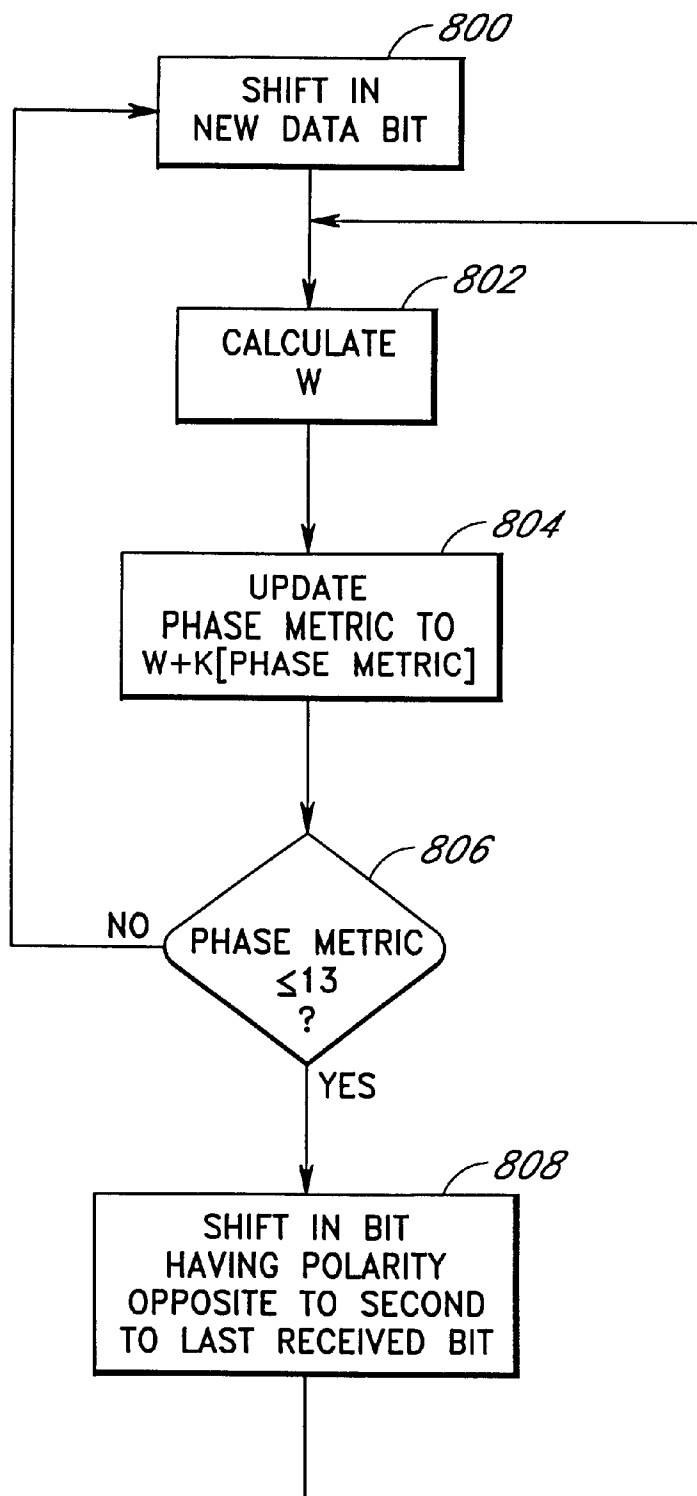 800
SHIFT IN
NEW DATA BIT
802
CALCULATE
W
804
UPDATE
PHASE METRIC TO
W+K[PHASE METRIC]
806
NO
PHASE METRIC
≤13
?
YES
808
SHIFT IN BIT
HAVING POLARITY
OPPOSITE TO SECOND
TO LAST RECEIVED BIT